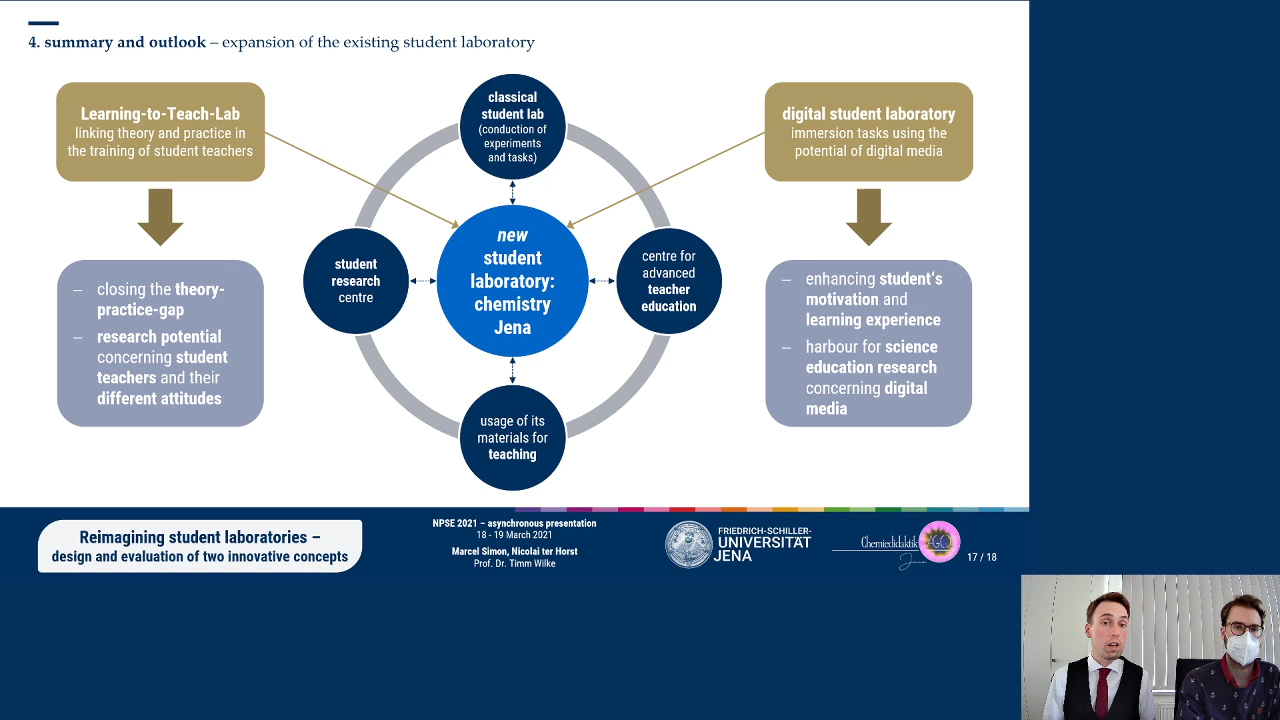 4. summary and outlook – expansion of the existing student laboratory
Learning-to-Teach-Lab
linking theory and practice in
the training of student teachers
– closing the theory-
practice-gap
– research potential
concerning student
teachers and their
different attitudes
classical
student lab
(conduction of
experiments
and tasks)
student
research
centre
new
student
laboratory:
chemistry
Jena
centre for
advanced
teacher
education
usage of its
materials for
teaching
digital student laboratory
immersion tasks using the
potential of digital media
– enhancing student‘s
motivation and
learning experience
– harbour for science
education research
concerning digital
media
Reimagining student laboratories –
design and evaluation of two innovative concepts
NPSE 2021 – asynchronous presentation
18 - 19 March 2021
Marcel Simon, Nicolai ter Horst
Prof. Dr. Timm Wilke
FRIEDRICH-SCHILLER-
UNIVERSITÄT
JENA
Chemiedidaktik
Jena
17 / 18